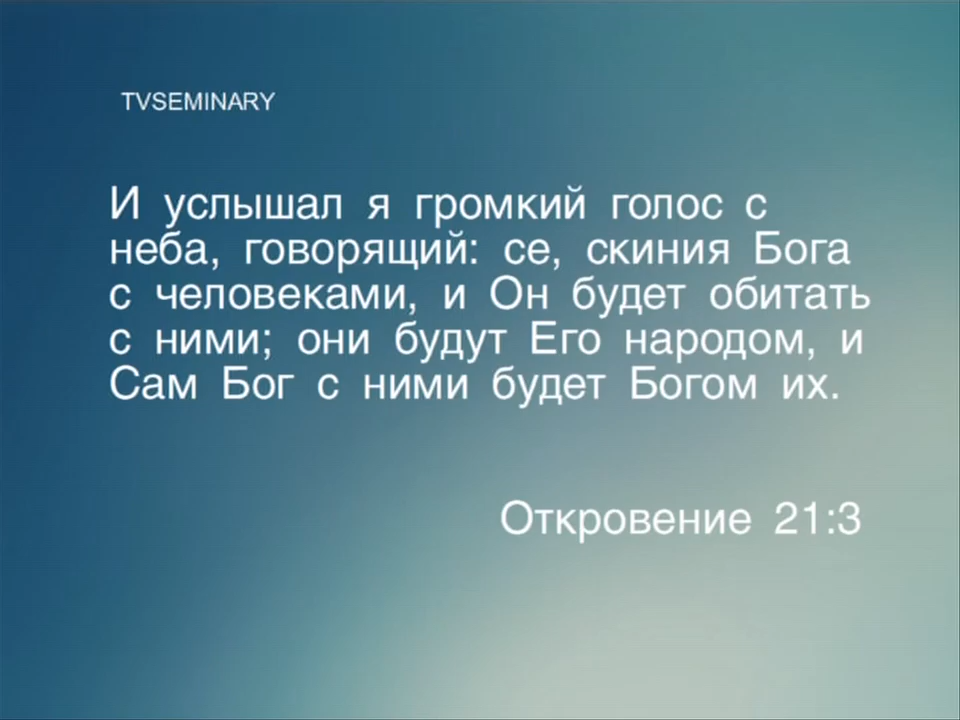 TVSEMINARY
И услышал я громкий голос с
неба, говорящий: се, скиния Бога
с человеками, и Он будет обитать
с ними; они будут Его народом, и
Сам Бог с ними будет Богом их.
Откровение 21:3